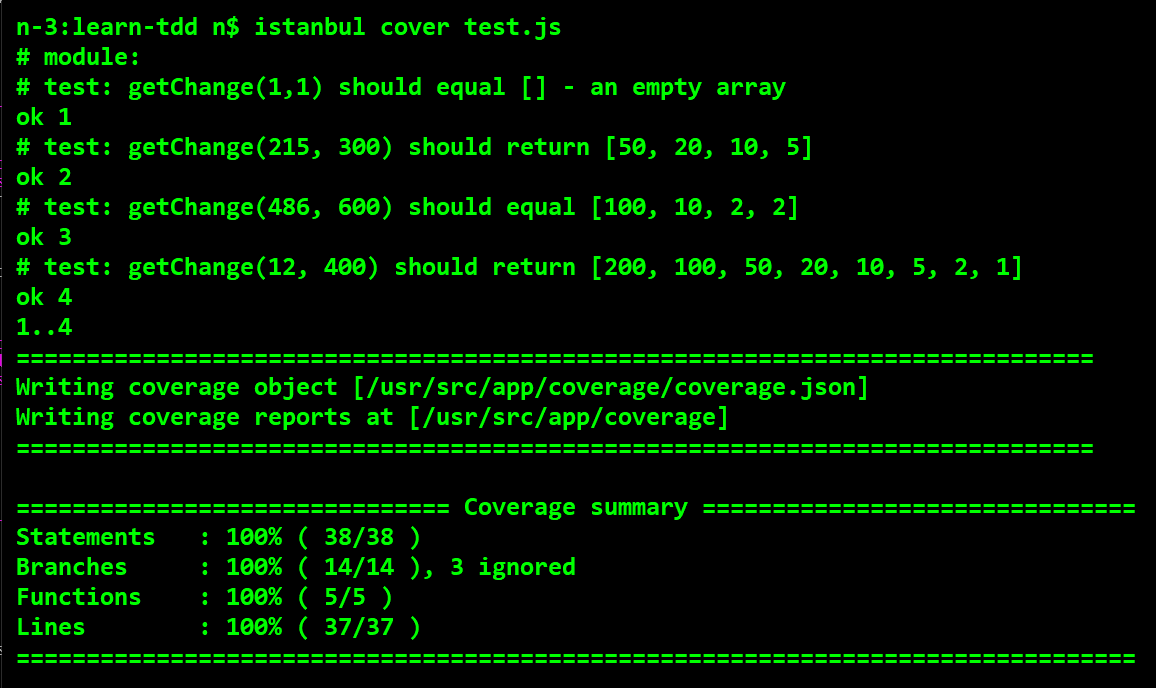 n-3:learn-tdd n$ istanbul cover test.js
# module:
# test: getChange(1,1) should equal [] - an empty array
ok 1
# test: getChange(215, 300) should return [50, 20, 10, 5]
ok 2
# test: getChange(486, 600) should equal [100, 10, 2, 2]
ok 3
# test: getChange(12, 400) should return [200, 100, 50, 20, 10, 5, 2, 1]
ok 4
1..4
=============================================================================
Writing coverage object [/usr/src/app/coverage/coverage.json]
Writing coverage reports at [/usr/src/app/coverage]
=============================================================================

=============================== Coverage summary ===============================
Statements   : 100% ( 38/38 )
Branches     : 100% ( 14/14 ), 3 ignored
Functions    : 100% ( 5/5 )
Lines        : 100% ( 37/37 )
================================================================================